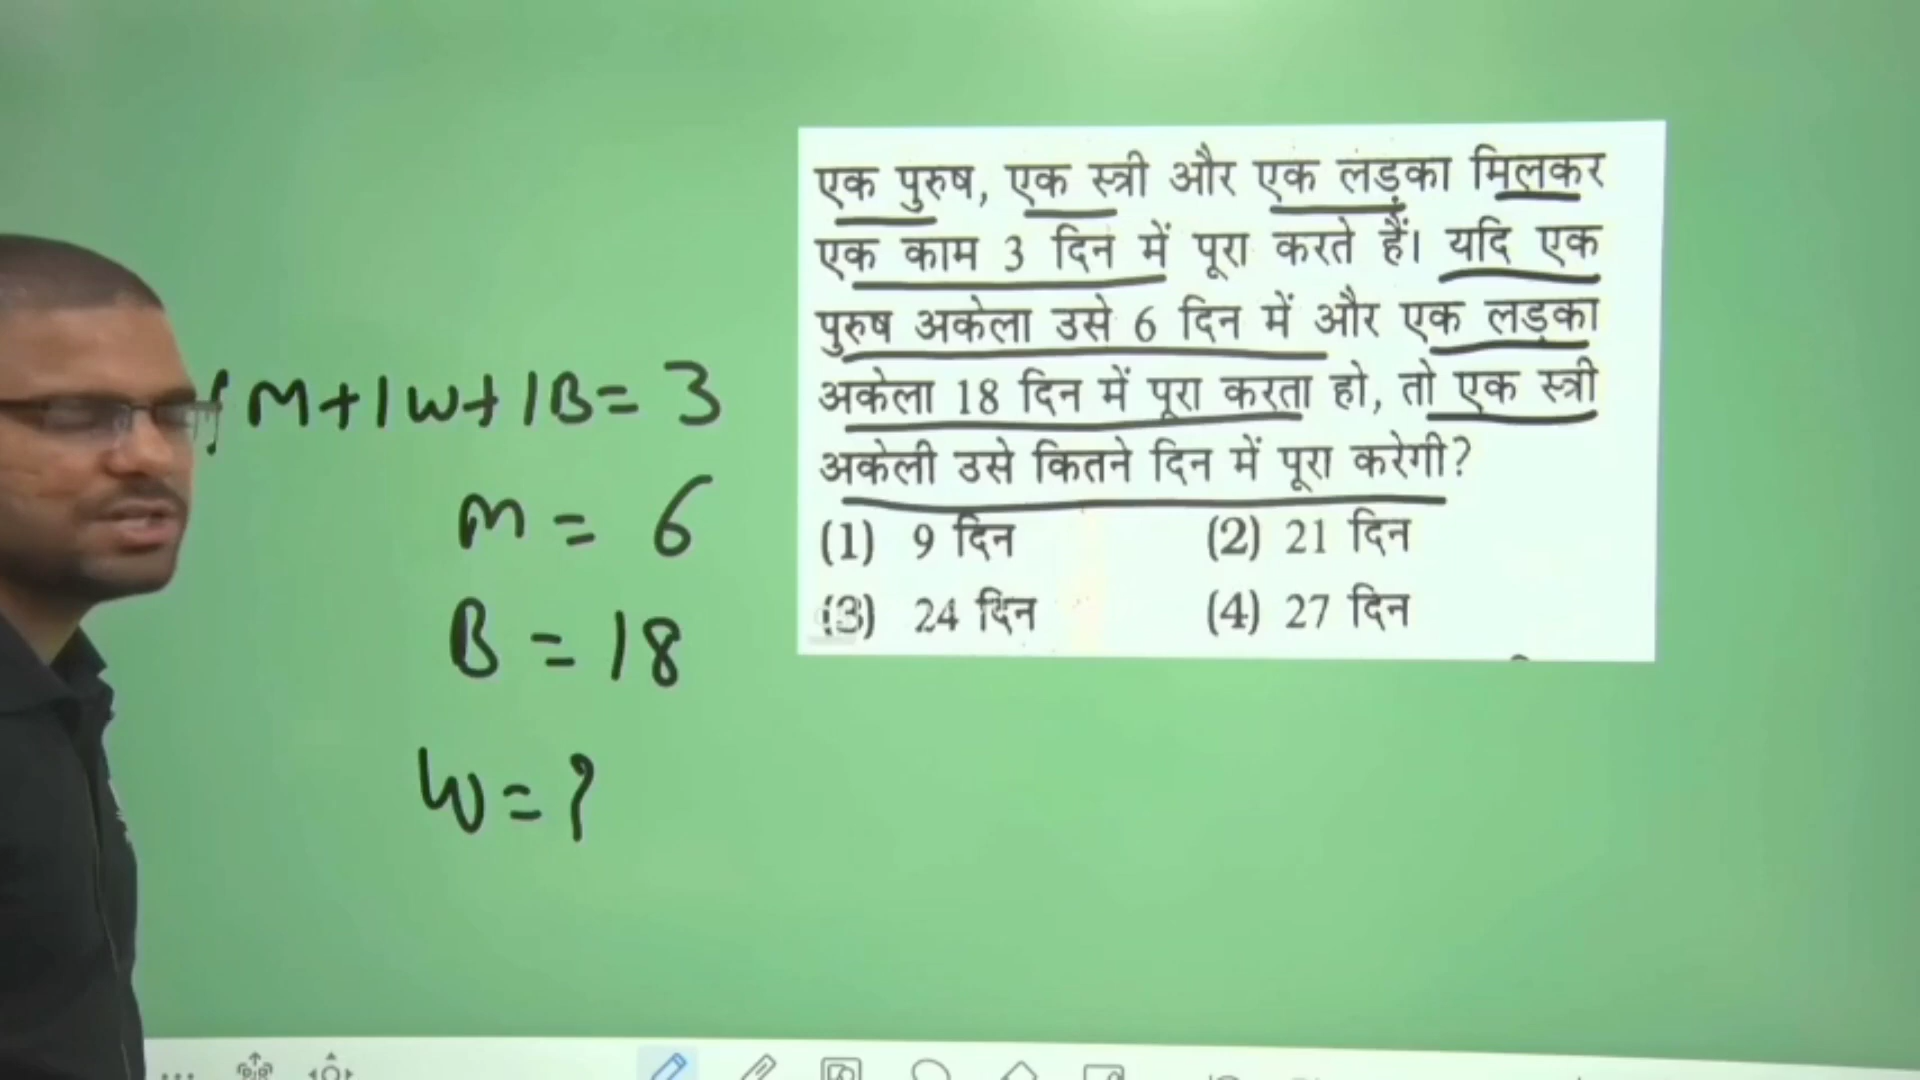 1M+1W+1B= 3
M = 6
B = 18
W = ?
एक पुरुष, एक स्त्री और एक लड़का मिलकर
एक काम 3 दिन में पूरा करते हैं। यदि एक
पुरुष अकेला उसे 6 दिन में और एक लड़का
अकेला 18 दिन में पूरा करता हो, तो एक स्त्री
अकेली उसे कितने दिन में पूरा करेगी?
(1) 9 दिन (2) 21 दिन
(3) 24 दिन (4) 27 दिन